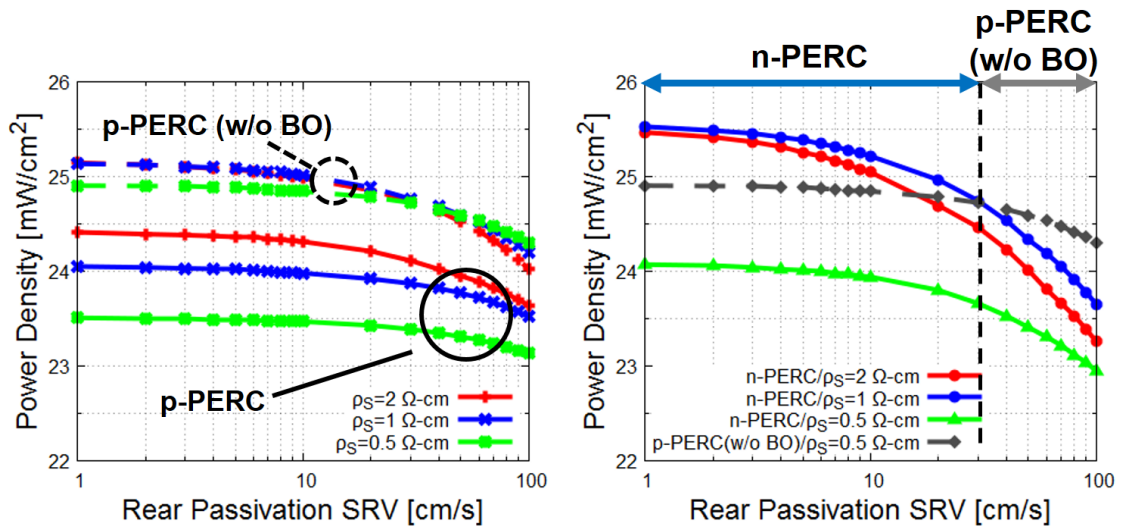 p-PERC (w/o BO)
p-PERC
26
25
24
23
22
Power Density [mW/cm²]
ρS=2 Ω-cm
ρS=1 Ω-cm
ρS=0.5 Ω-cm
1
10
100
Rear Passivation SRV [cm/s]
n-PERC
p-PERC
(w/o BO)
26
25
24
23
22
Power Density [mW/cm²]
n-PERC/ρS=2 Ω-cm
n-PERC/ρS=1 Ω-cm
n-PERC/ρS=0.5 Ω-cm
p-PERC(w/o BO)/ρS=0.5 Ω-cm
1
10
100
Rear Passivation SRV [cm/s]